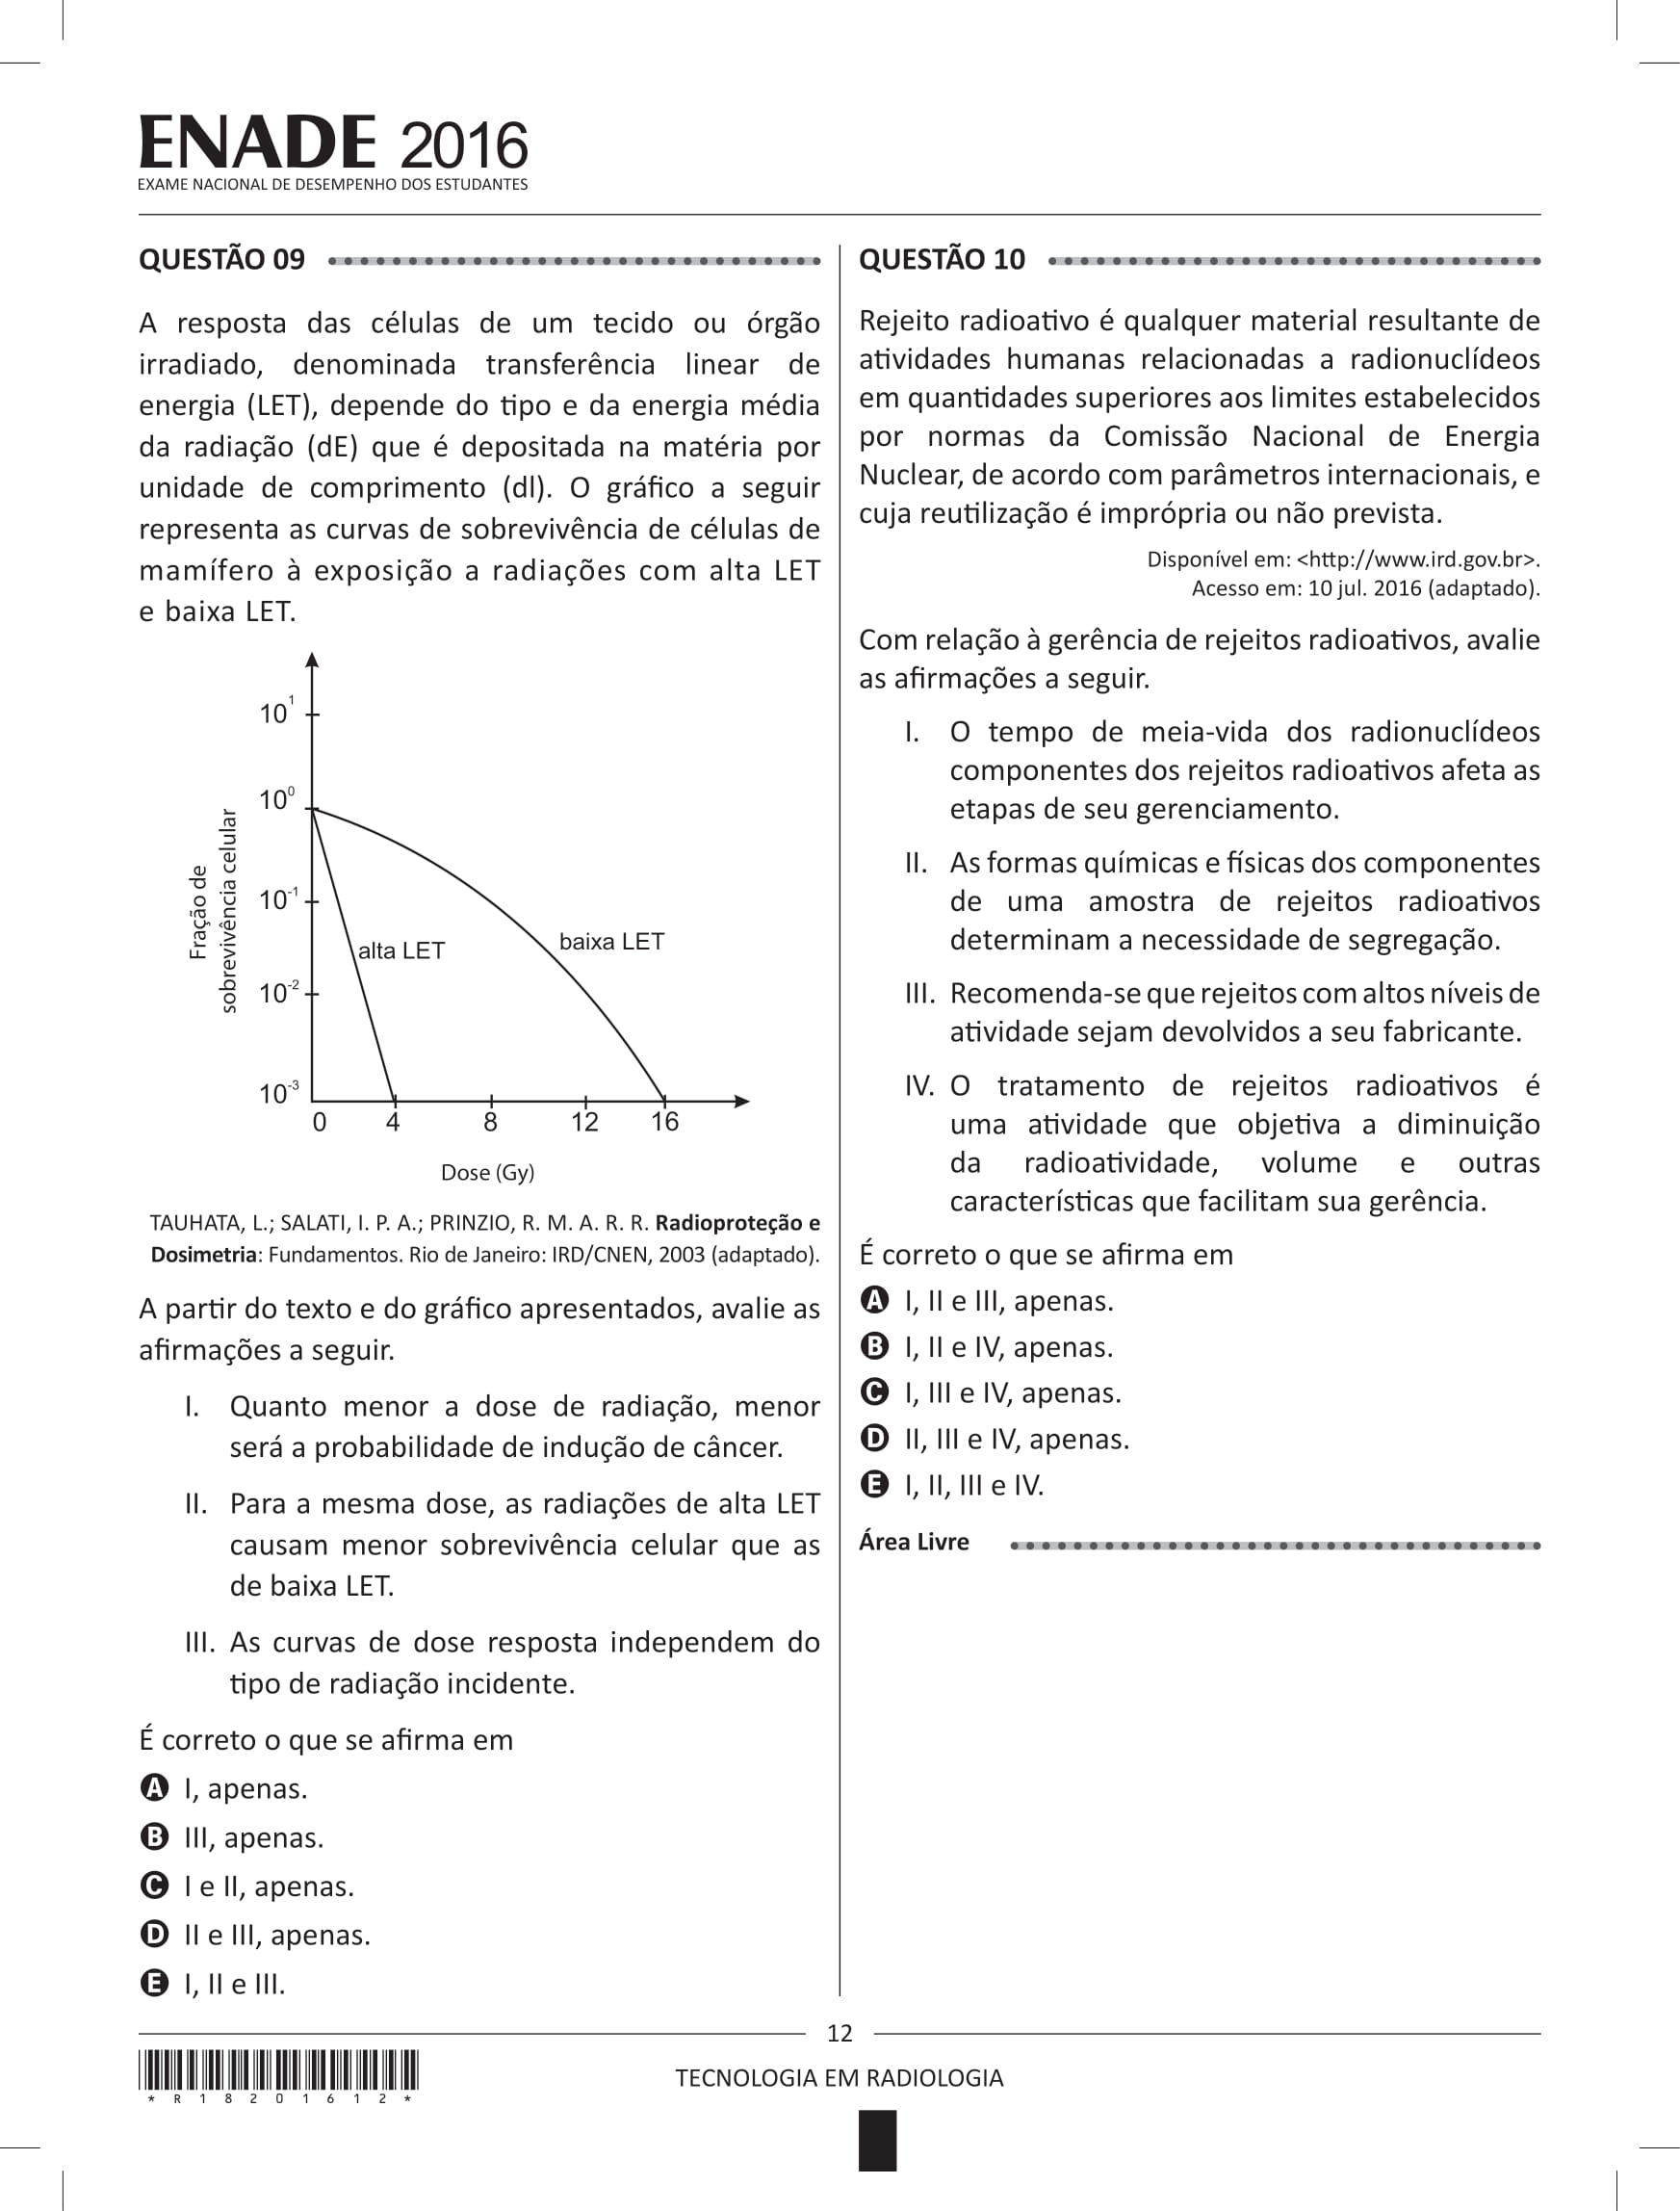 ENADE 2016
EXAME NACIONAL DE DESEMPENHO DOS ESTUDANTES
QUESTÃO 09
A resposta das células de um tecido ou órgão
irradiado, denominada transferência linear de
energia (LET), depende do tipo e da energia média
da radiação (dE) que é depositada na matéria por
unidade de comprimento (dl). O gráfico a seguir
representa as curvas de sobrevivência de células de
mamífero à exposição a radiações com alta LET
e baixa LET.
Fração de
sobrevivência celular
10¹
10⁰
10⁻¹
10⁻²
10⁻³
alta LET
baixa LET
0 4 8 12 16
Dose (Gy)
TAUHATA, L.; SALATI, I. P. A.; PRINZIO, R. M. A. R. R. Radioproteção e
Dosimetria: Fundamentos. Rio de Janeiro: IRD/CNEN, 2003 (adaptado).
A partir do texto e do gráfico apresentados, avalie as
afirmações a seguir.
I. Quanto menor a dose de radiação, menor
será a probabilidade de indução de câncer.
II. Para a mesma dose, as radiações de alta LET
causam menor sobrevivência celular que as
de baixa LET.
III. As curvas de dose resposta independem do
tipo de radiação incidente.
É correto o que se afirma em
A I, apenas.
B III, apenas.
C I e II, apenas.
D II e III, apenas.
E I, II e III.
QUESTÃO 10
Rejeito radioativo é qualquer material resultante de
atividades humanas relacionadas a radionuclídeos
em quantidades superiores aos limites estabelecidos
por normas da Comissão Nacional de Energia
Nuclear, de acordo com parâmetros internacionais, e
cuja reutilização é imprópria ou não prevista.
Disponível em: <http://www.ird.gov.br>.
Acesso em: 10 jul. 2016 (adaptado).
Com relação à gerência de rejeitos radioativos, avalie
as afirmações a seguir.
I. O tempo de meia-vida dos radionuclídeos
componentes dos rejeitos radioativos afeta as
etapas de seu gerenciamento.
II. As formas químicas e físicas dos componentes
de uma amostra de rejeitos radioativos
determinam a necessidade de segregação.
III. Recomenda-se que rejeitos com altos níveis de
atividade sejam devolvidos a seu fabricante.
IV. O tratamento de rejeitos radioativos é
uma atividade que objetiva a diminuição
da radioatividade, volume e outras
características que facilitam sua gerência.
É correto o que se afirma em
A I, II e III, apenas.
B I, II e IV, apenas.
C I, III e IV, apenas.
D II, III e IV, apenas.
E I, II, III e IV.
Área Livre
12
*R18201612*
TECNOLOGIA EM RADIOLOGIA